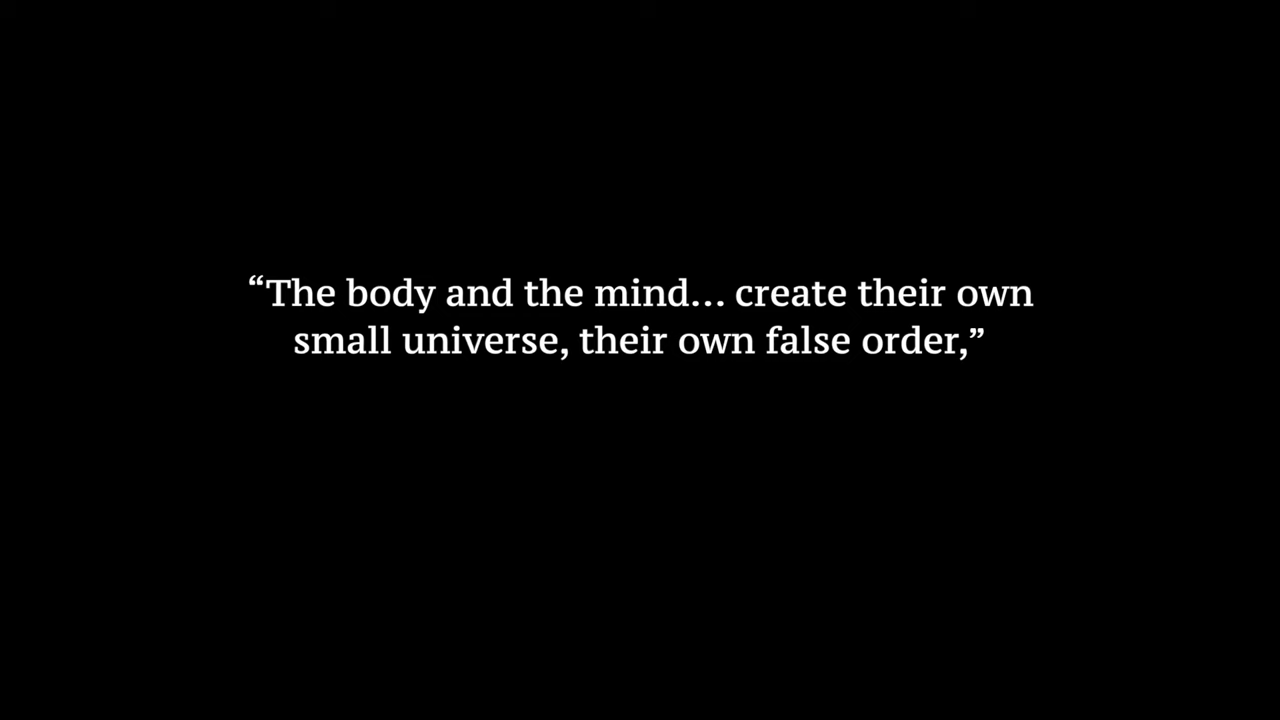 “The body and the mind... create their own
small universe, their own false order,”